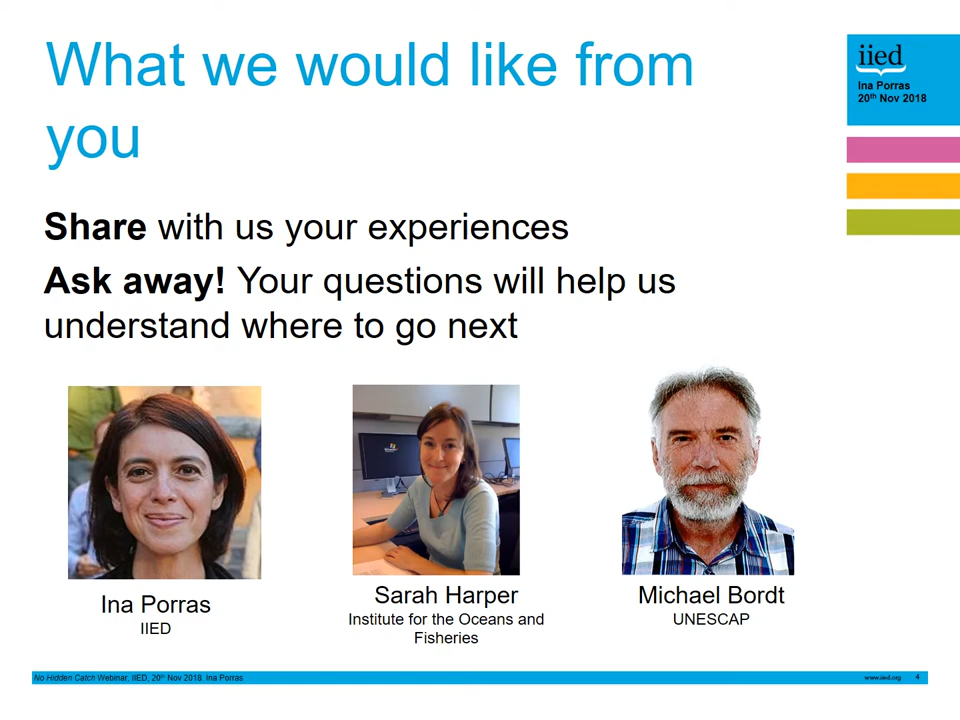 What we would like from
you
iied
Ina Porras
20th Nov 2018
Share with us your experiences
Ask away! Your questions will help us
understand where to go next
Ina Porras
IIED
Sarah Harper
Institute for the Oceans and
Fisheries
Michael Bordt
UNESCAP
No Hidden Catch Webinar, IIED, 20th Nov 2018. Ina Porras
www.iied.org 4